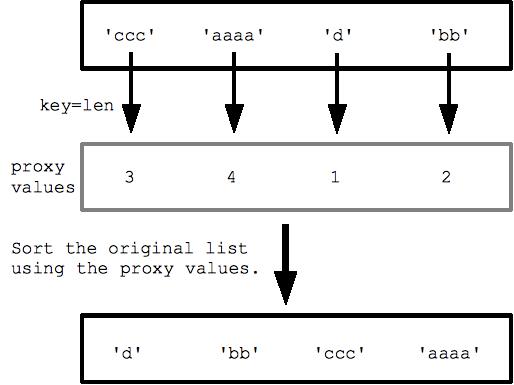 'ccc' 'aaaa' 'd' 'bb'
key=len
proxy
values
3 4 1 2
Sort the original list
using the proxy values.
'd' 'bb' 'ccc' 'aaaa'